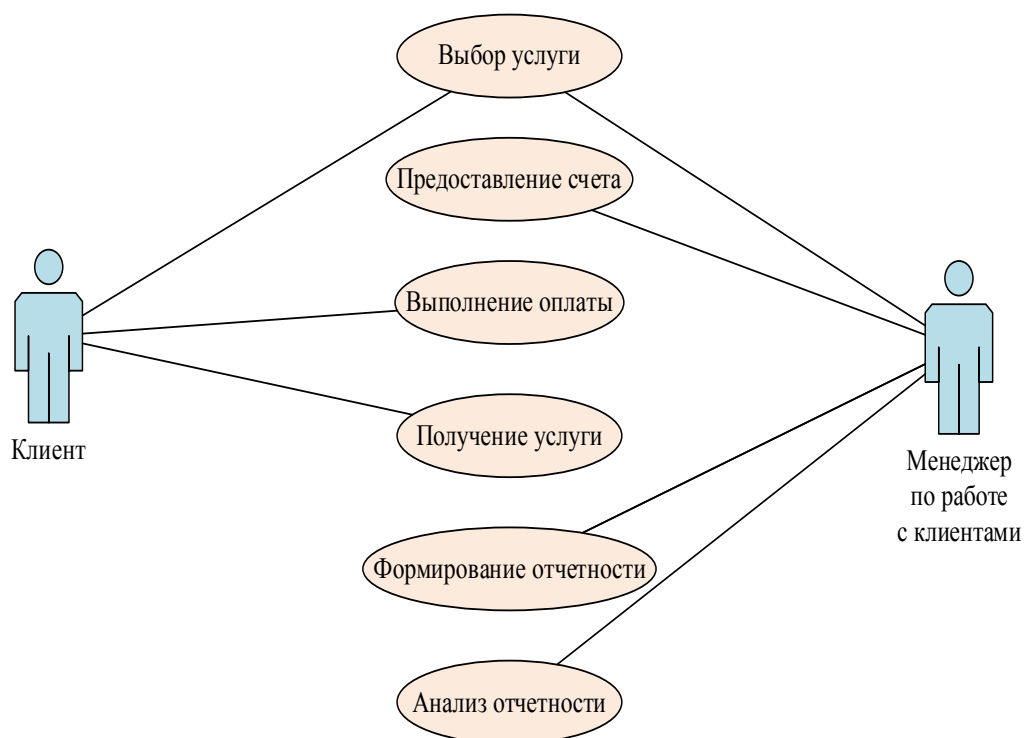 Выбор услуги
Предоставление счета
Выполнение оплаты
Получение услуги
Клиент
Менеджер
по работе
с клиентами
Формирование отчетности
Анализ отчетности